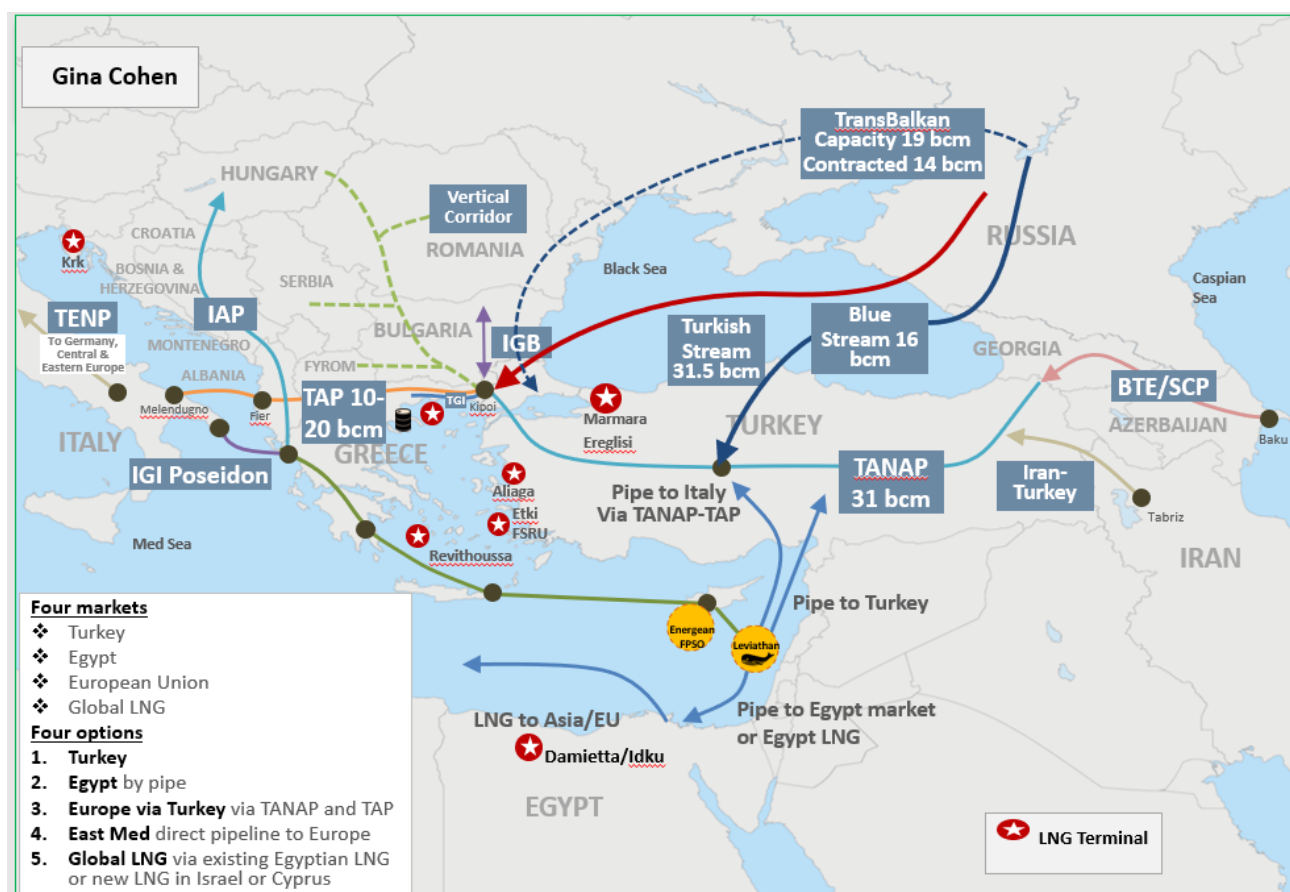 Gina Cohen
TransBalkan
Capacity 19 bcm
Contracted 14 bcm
HUNGARY
Vertical
Corridor
ROMANIA
RUSSIA
CROATIA
Krk
BOSNIA &
HERZEGOVINA
SERBIA
Black Sea
Caspian
Sea
TENP
To Germany,
Central &
Eastern Europe
IAP
MONTENEGRO
BULGARIA
IGB
Turkish
Stream
31.5 bcm
Blue
Stream 16
bcm
GEORGIA
FYROM
ALBANIA
BTE/SCP
Melendugno
Fier
TAP 10-
20 bcm
TGI
Kipoi
Marmara
Ereglisi
TURKEY
AZERBAIJAN
Baku
ITALY
GREECE
IGI Poseidon
TANAP
31 bcm
Iran-
Turkey
Aliaga
Etki
FSRU
Pipe to Italy
Via TANAP-TAP
Tabriz
Med Sea
Revithoussa
IRAN
Pipe to Turkey
Energean
FPSO
Leviathan
LNG to Asia/EU
Pipe to Egypt market
or Egypt LNG
Damietta/Idku
EGYPT
LNG Terminal
Four markets
❖ Turkey
❖ Egypt
❖ European Union
❖ Global LNG
Four options
1. Turkey
2. Egypt by pipe
3. Europe via Turkey via TANAP and TAP
4. East Med direct pipeline to Europe
5. Global LNG via existing Egyptian LNG
or new LNG in Israel or Cyprus